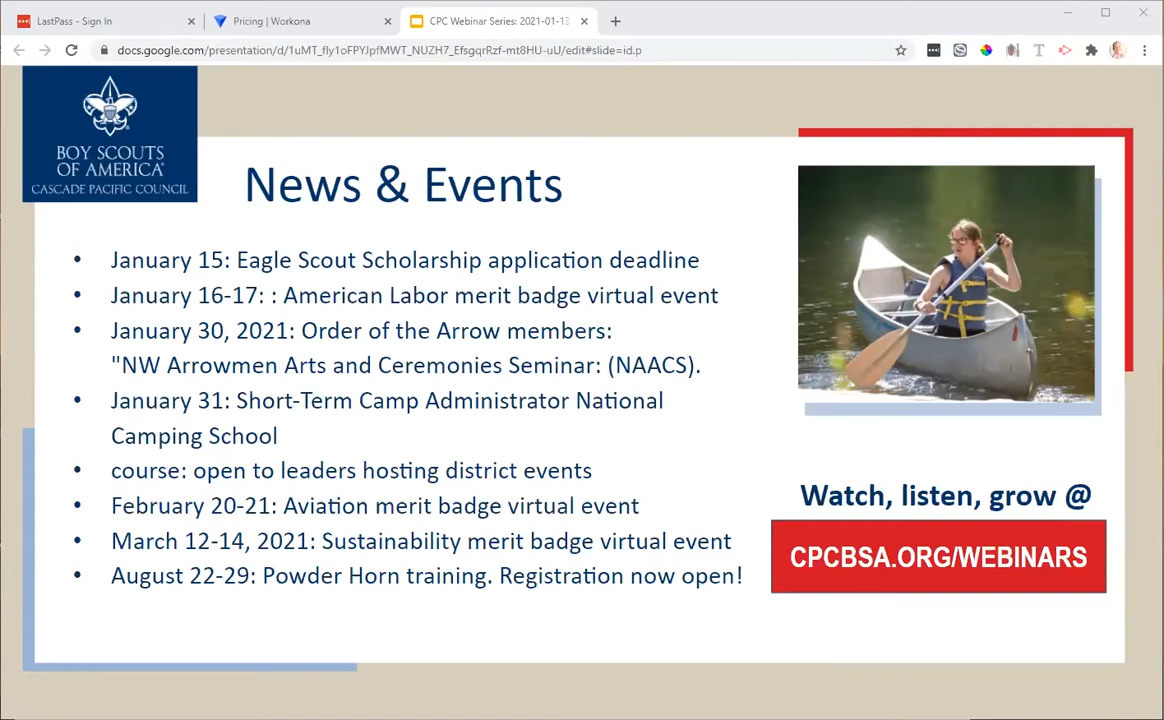 LastPass - Sign In
Pricing | Workona
CPC Webinar Series: 2021-01-13
docs.google.com/presentation/d/1uMT_fly1oFPYJpfMWT_NUZH7_EfsgqrRzf-mt8HU-uU/edit#slide=id.p
BOY SCOUTS
OF AMERICA®
CASCADE PACIFIC COUNCIL
News & Events
• January 15: Eagle Scout Scholarship application deadline
• January 16-17: : American Labor merit badge virtual event
• January 30, 2021: Order of the Arrow members:
"NW Arrowmen Arts and Ceremonies Seminar: (NAACS).
• January 31: Short-Term Camp Administrator National
Camping School
• course: open to leaders hosting district events
• February 20-21: Aviation merit badge virtual event
• March 12-14, 2021: Sustainability merit badge virtual event
• August 22-29: Powder Horn training. Registration now open!
Watch, listen, grow @
CPCBSA.ORG/WEBINARS